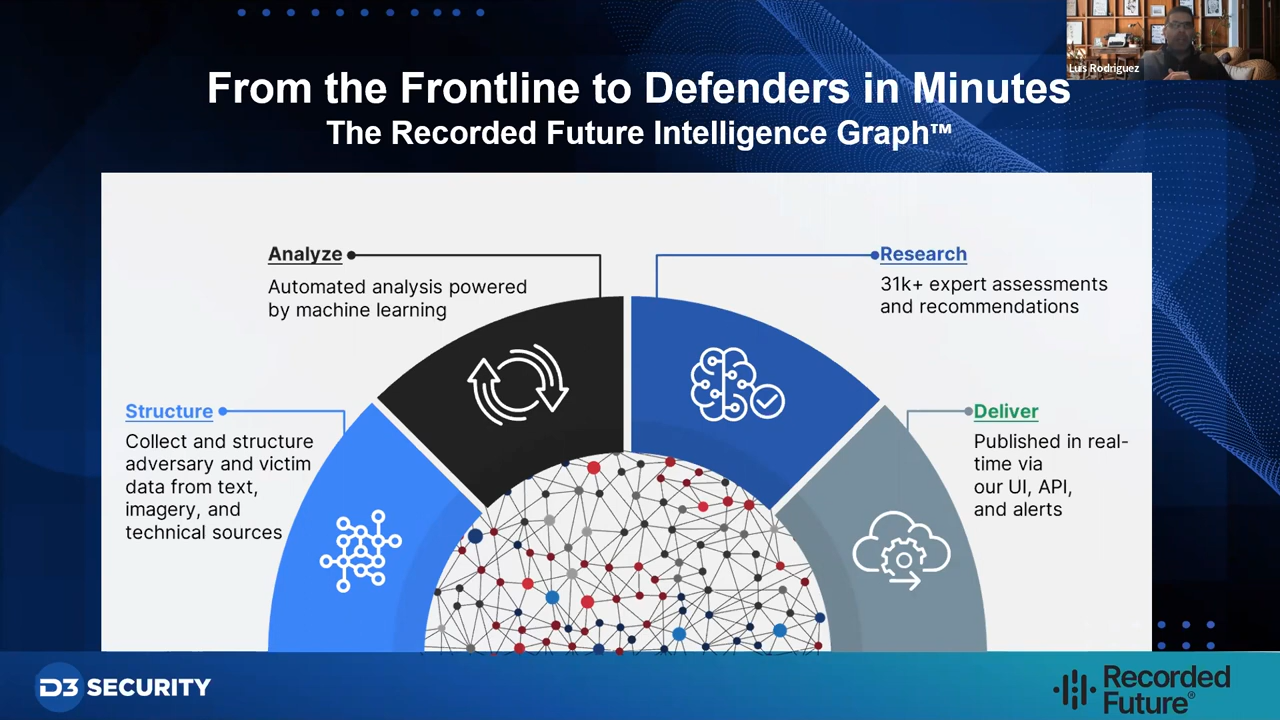 Luis Rodriguez
From the Frontline to Defenders in Minutes
The Recorded Future Intelligence Graph™
Analyze
Automated analysis powered
by machine learning
Research
31k+ expert assessments
and recommendations
Structure
Collect and structure
adversary and victim
data from text,
imagery, and
technical sources
Deliver
Published in real-
time via
our UI, API,
and alerts
D3 SECURITY
Recorded
Future®